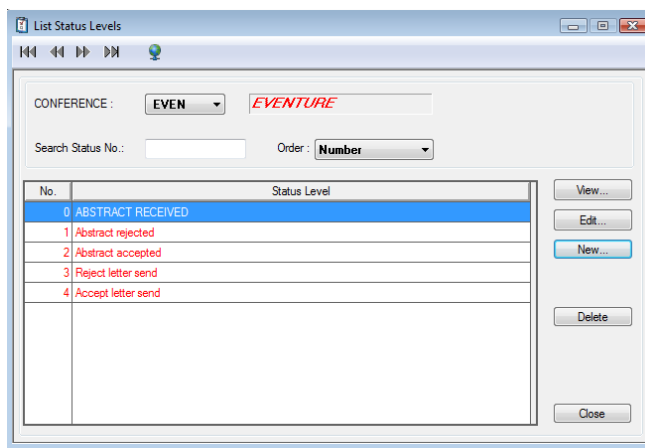 List Status Levels
CONFERENCE : EVEN EVENTURE
Search Status No.: Order : Number
No. Status Level View...
0 ABSTRACT RECEIVED Edit...
1 Abstract rejected
2 Abstract accepted New...
3 Reject letter send
4 Accept letter send
Delete
Close